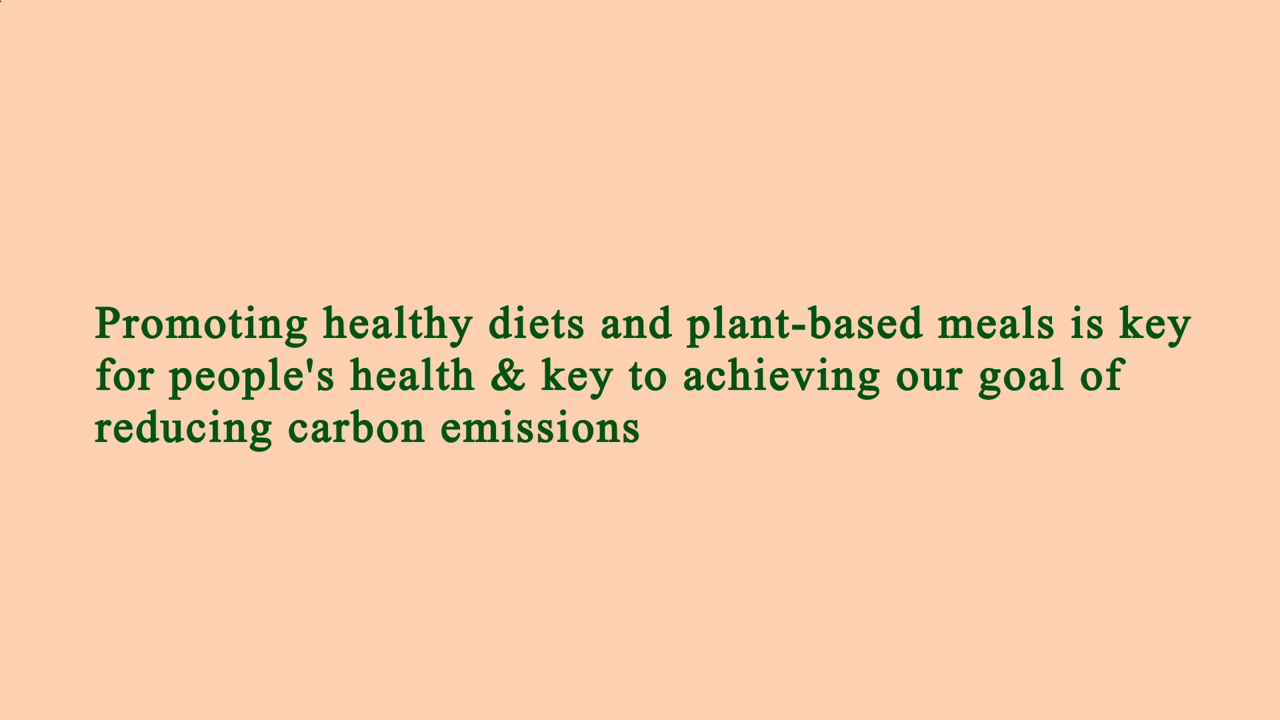 Promoting healthy diets and plant-based meals is key
for people's health & key to achieving our goal of
reducing carbon emissions